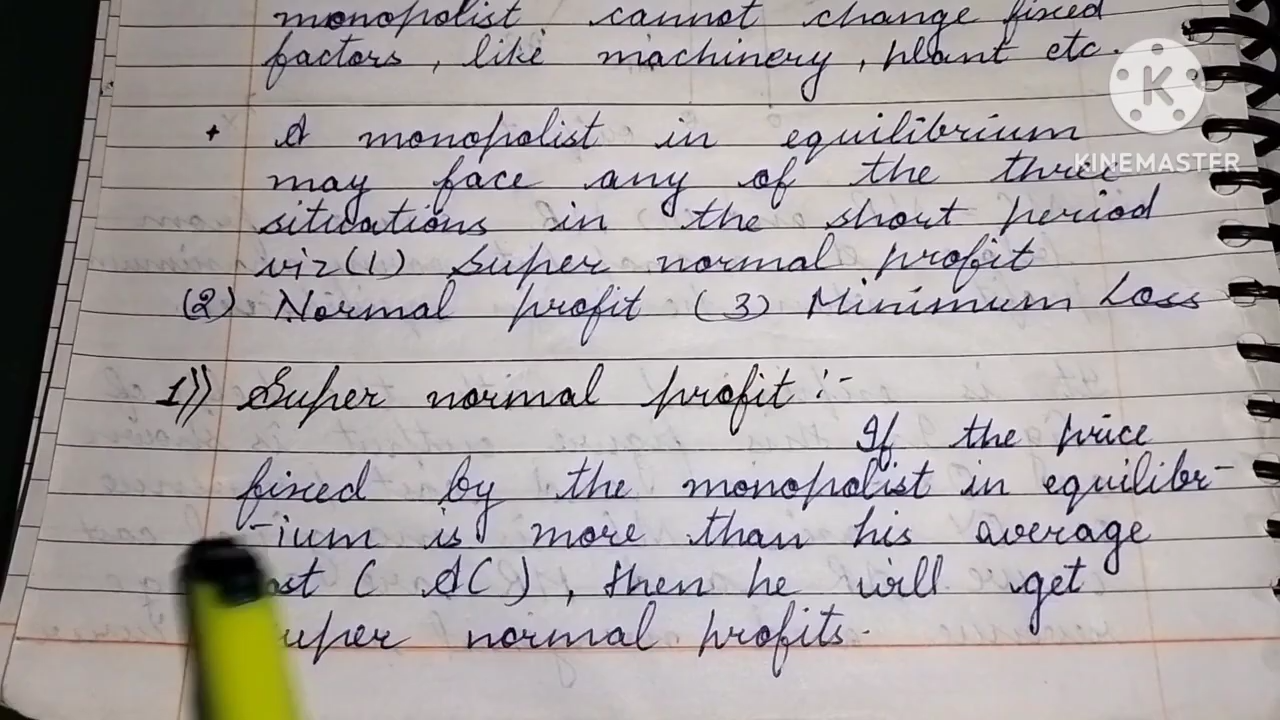 monopolist cannot change fixed
factors, like machinery, plant etc.
+ A monopolist in equilibrium
may face any of the three
situations in the short period
viz(1) Super normal profit
(2) Normal profit (3) Minimum Loss
1)) Super normal profit :-
If the price
fixed by the monopolist in equilibr-
-ium is more than his average
ost ( AC ), then he will get
uper normal profits.
K
KINEMASTER